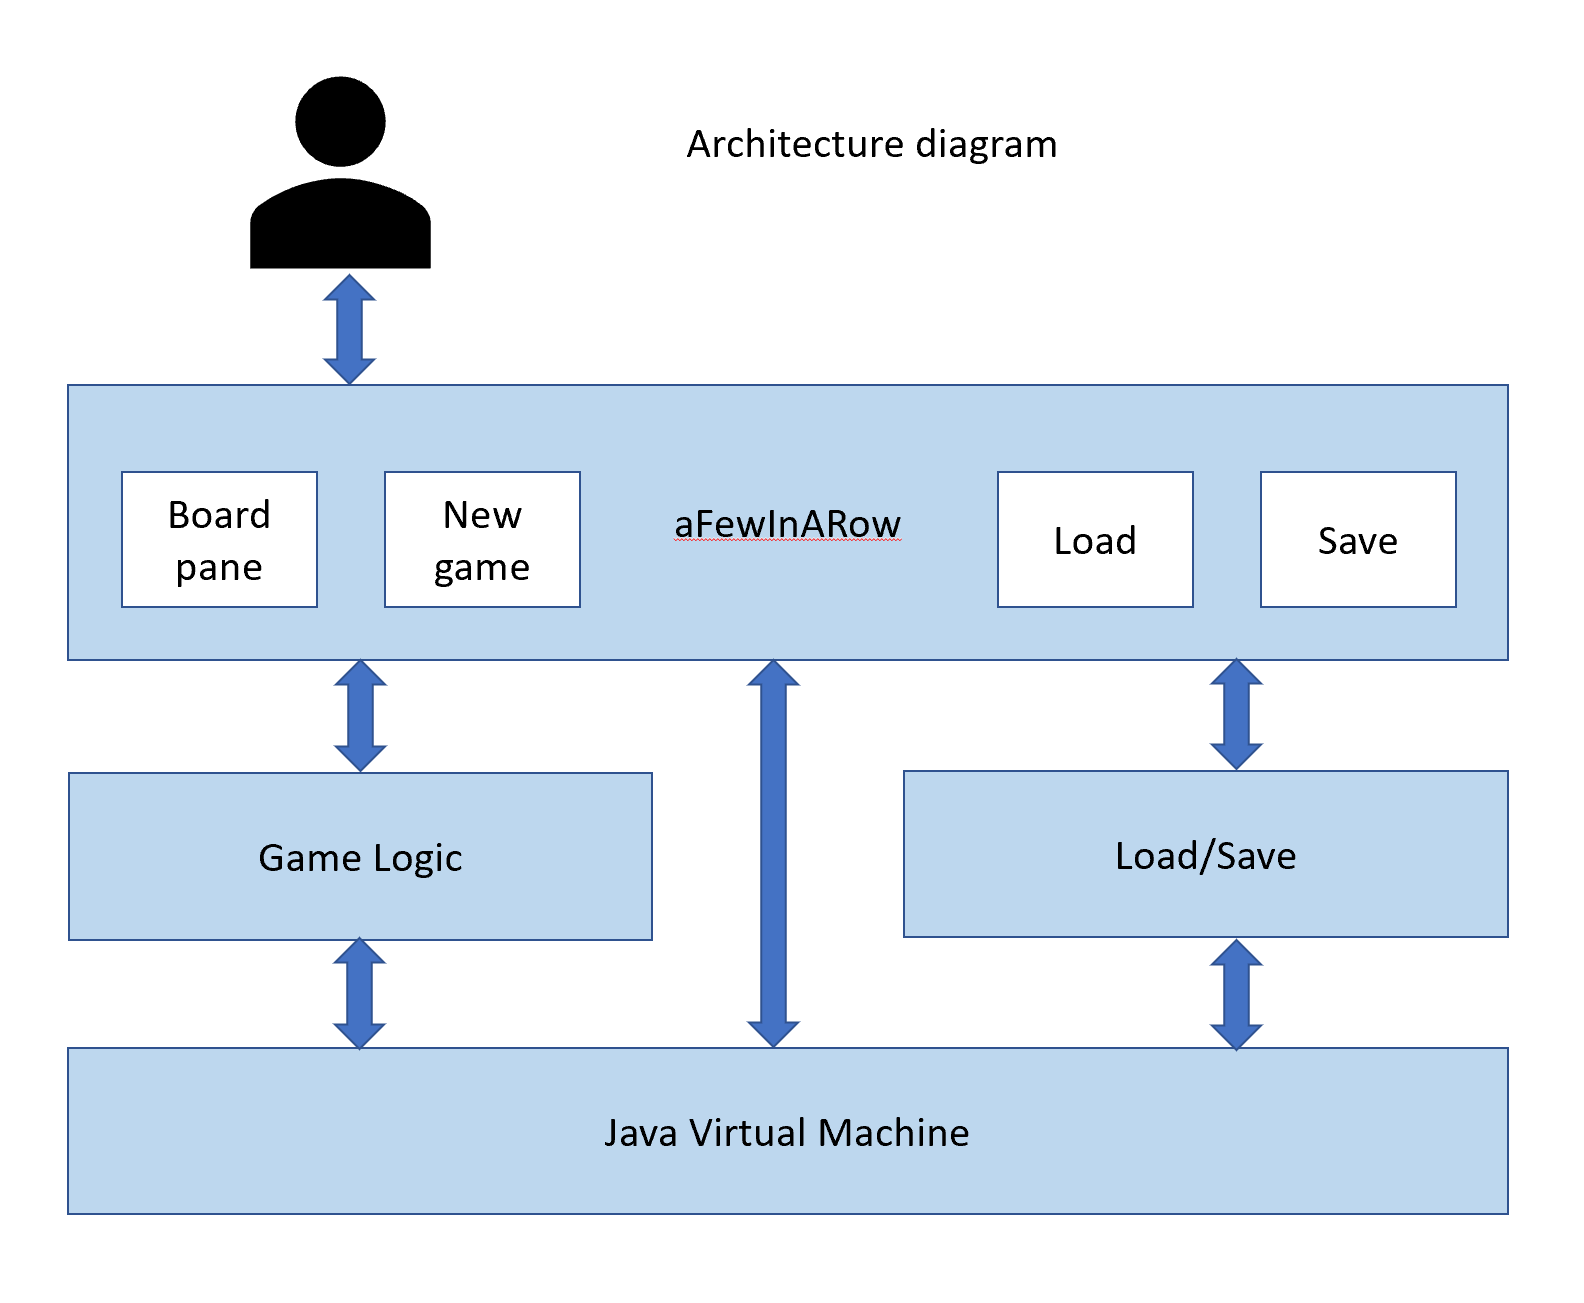 Architecture diagram
Board
pane
New
game
aFewInARow
Load
Save
Game Logic
Load/Save
Java Virtual Machine